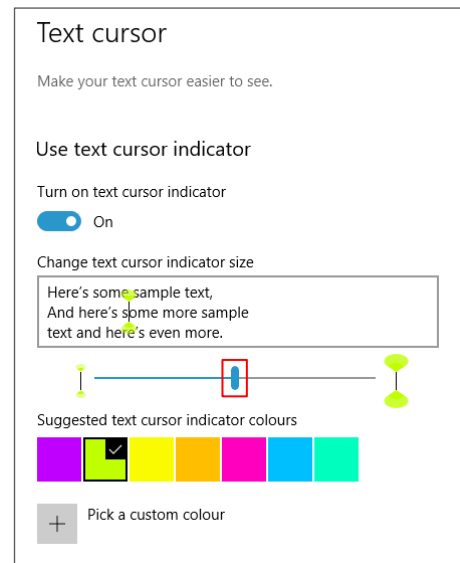 Text cursor
Make your text cursor easier to see.
Use text cursor indicator
Turn on text cursor indicator
On
Change text cursor indicator size
Here's some sample text,
And here's some more sample
text and here's even more.
Suggested text cursor indicator colours
Pick a custom colour